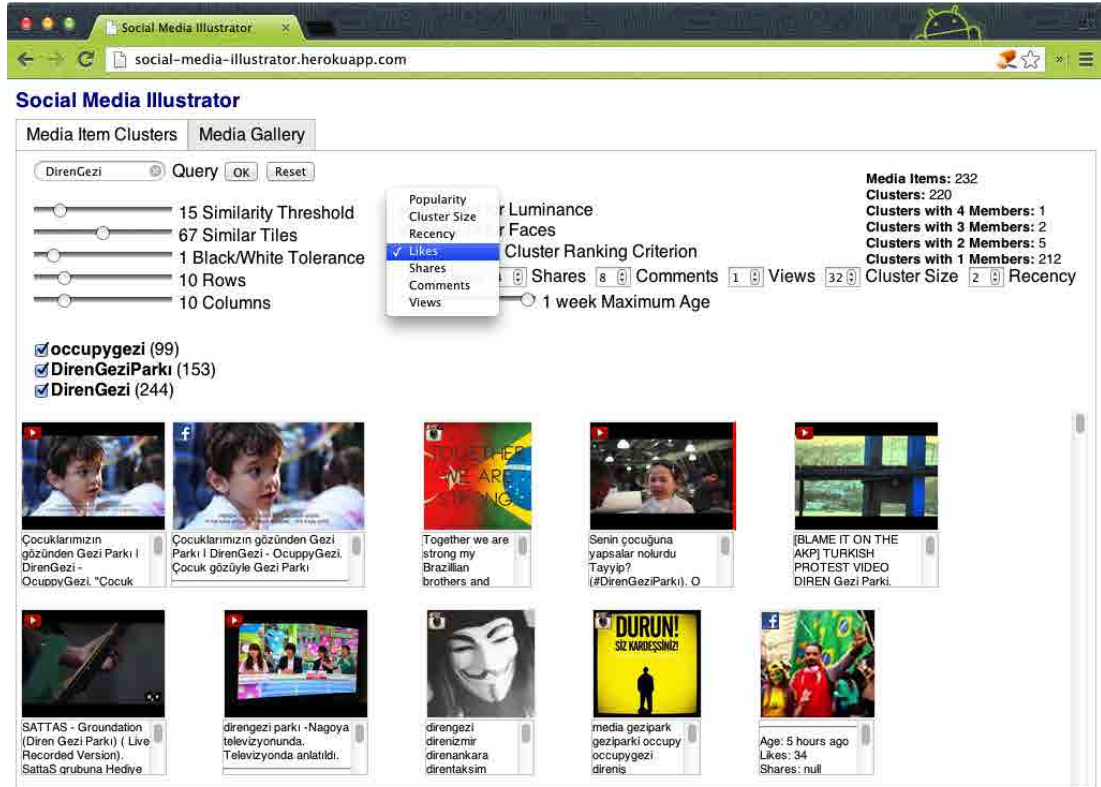 Social Media Illustrator
social-media-illustrator.herokuapp.com
Social Media Illustrator
Media Item Clusters Media Gallery
DirenGezi Query OK Reset
15 Similarity Threshold
67 Similar Tiles
1 Black/White Tolerance
10 Rows
10 Columns
Popularity
Cluster Size
Recency
✓ Likes
Shares
Comments
Views
r Luminance
r Faces
Cluster Ranking Criterion
Shares 8 Comments 1 Views 32 Cluster Size 2 Recency
1 week Maximum Age
Media Items: 232
Clusters: 220
Clusters with 4 Members: 1
Clusters with 3 Members: 2
Clusters with 2 Members: 5
Clusters with 1 Members: 212
occupygezi (99)
DirenGeziParkı (153)
DirenGezi (244)
Çocuklarımızın
gözünden Gezi Parkı |
DirenGezi -
OcuppyGezi. "Çocuk
Çocuklarımızın gözünden Gezi
Parkı | DirenGezi - OcuppyGezi.
Çocuk gözüyle Gezi Parkı
TOGETHER
WE ARE
STRONG
Together we are
strong my
Brazillian
brothers and
Senin çocuğuna
yapsalar nolurdu
Tayyip?
(#DirenGeziParkı). O
[BLAME IT ON THE
AKP] TURKISH
PROTEST VIDEO
DIREN Gezi Parki.
SATTAS - Groundation
(Diren Gezi Parkı) ( Live
Recorded Version).
SattaS grubuna Hediye
direngezi parkı -Nagoya
televizyonunda.
Televizyonda anlatıldı.
direngezi
direnizmir
direnankara
direntaksim
DURUN!
SİZ KARDEŞSİNİZ!
media gezipark
geziparki occupy
occupygezi
direniş
Age: 5 hours ago
Likes: 34
Shares: null